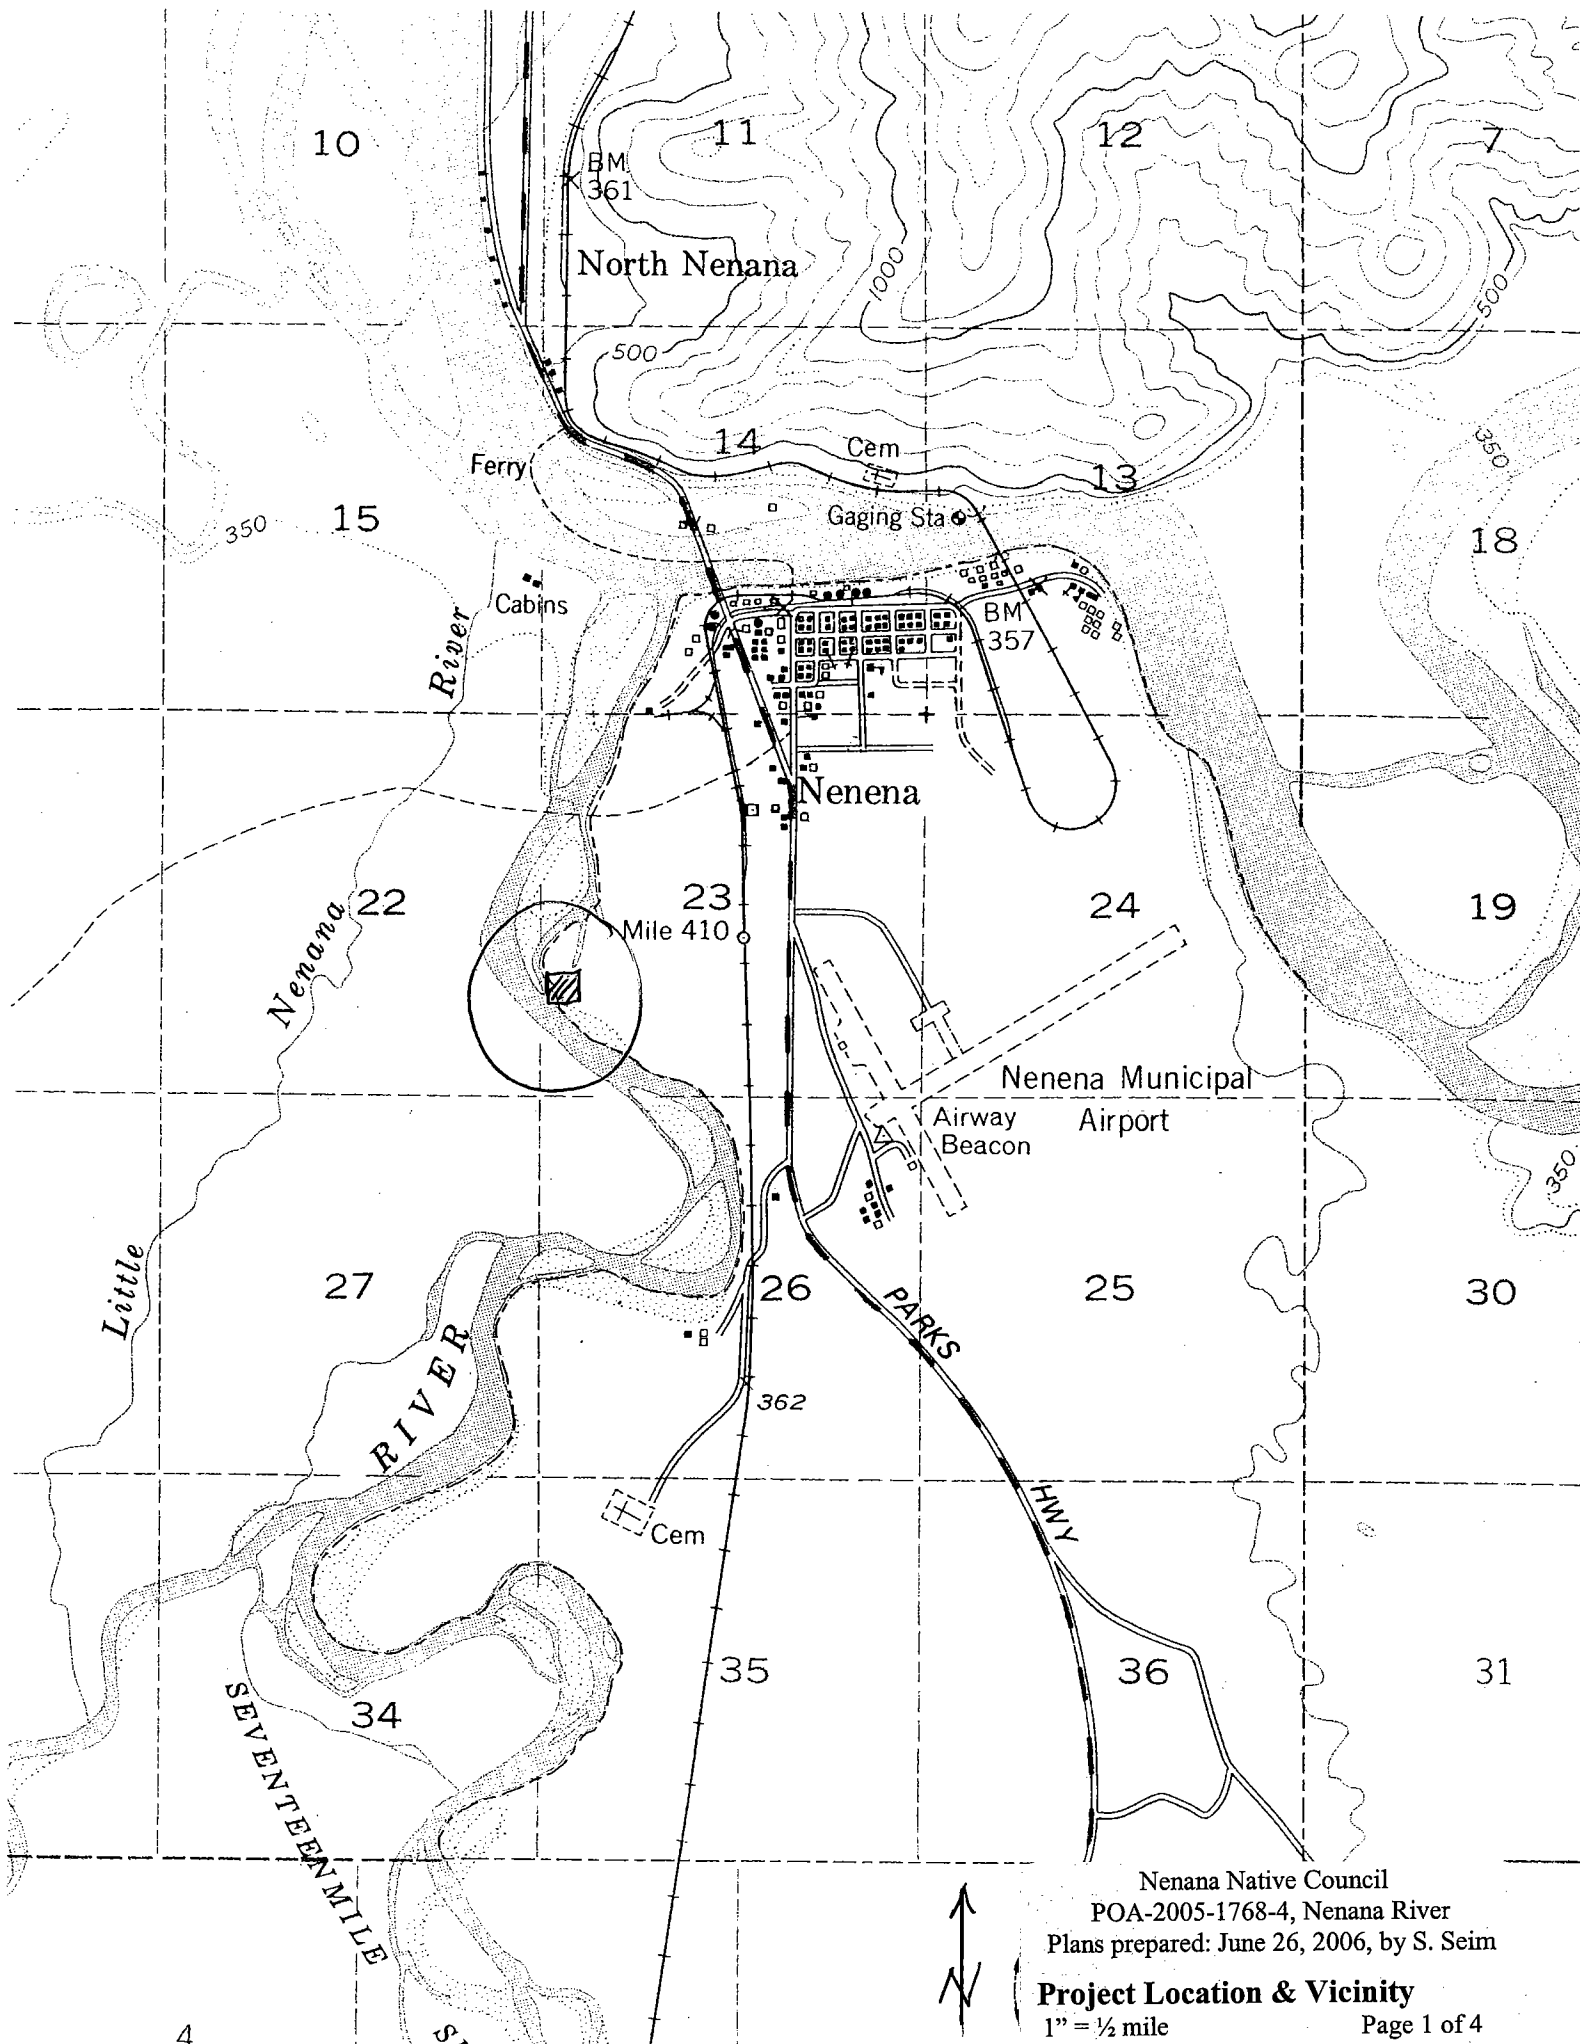 10
11
12
7
BM
361
North Nenana
1000
500
500
14
Cem
Ferry
13
350
15
Gaging Sta
350
18
Cabins
BM
357
River
Nenena
22
23
24
19
Mile 410
Nenana
Nenena Municipal
Airport
Airway
Beacon
350
Little
27
26
25
30
PARKS
RIVER
362
HWY
Cem
35
36
31
34
SEVENTEENMILE
4
N
Nenana Native Council
POA-2005-1768-4, Nenana River
Plans prepared: June 26, 2006, by S. Seim
Project Location & Vicinity
1" = ½ mile
Page 1 of 4